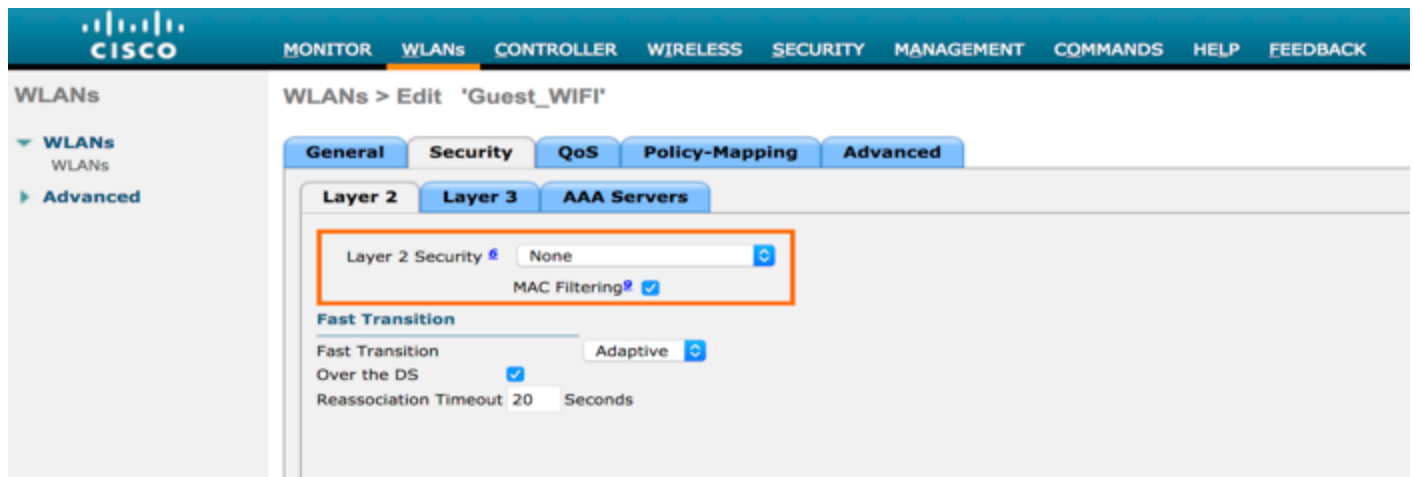 CISCO
MONITOR WLANs CONTROLLER WIRELESS SECURITY MANAGEMENT COMMANDS HELP FEEDBACK
WLANs
WLANs > Edit 'Guest_WIFI'
WLANs
WLANs
Advanced
General Security QoS Policy-Mapping Advanced
Layer 2 Layer 3 AAA Servers
Layer 2 Security 6 None
MAC Filtering 9
Fast Transition
Fast Transition Adaptive
Over the DS
Reassociation Timeout 20 Seconds